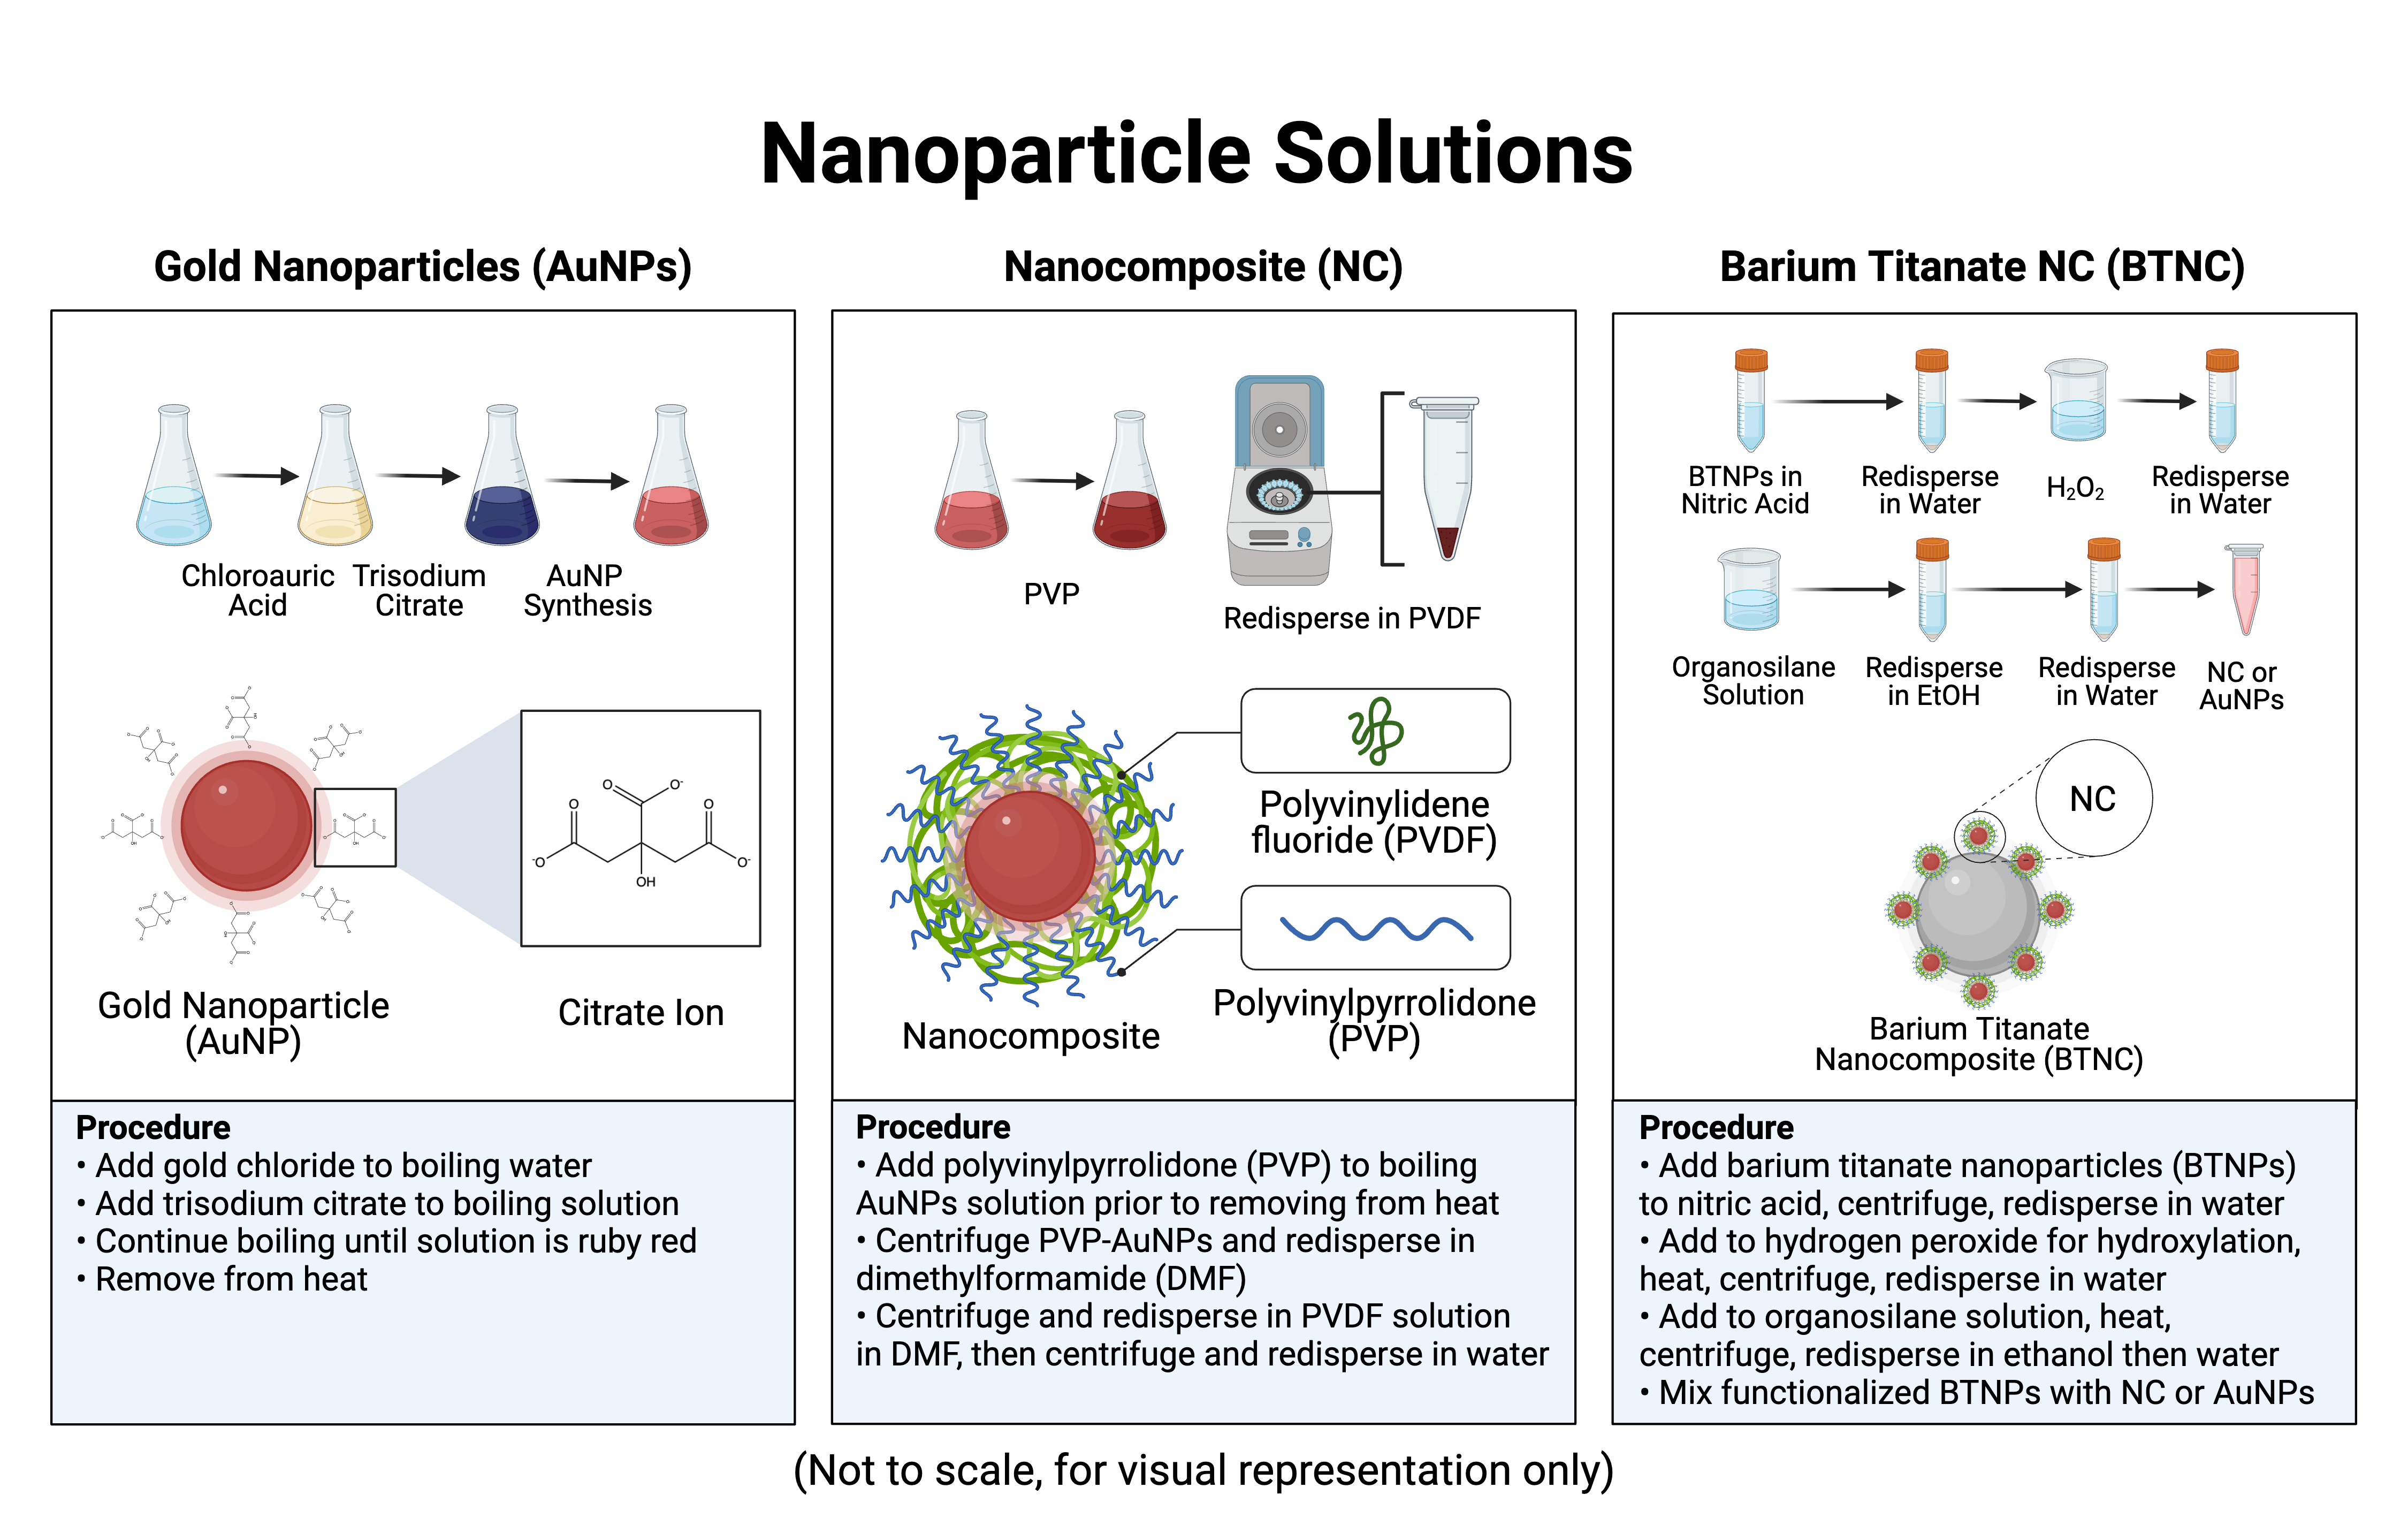 Nanoparticle Solutions
Gold Nanoparticles (AuNPs)
Chloroauric
Acid
Trisodium
Citrate
AuNP
Synthesis
O
O⁻
O
O
⁻O
O⁻
OH
Gold Nanoparticle
(AuNP)
Citrate Ion
Procedure
• Add gold chloride to boiling water
• Add trisodium citrate to boiling solution
• Continue boiling until solution is ruby red
• Remove from heat
Nanocomposite (NC)
PVP
Redisperse in PVDF
Polyvinylidene
fluoride (PVDF)
Polyvinylpyrrolidone
(PVP)
Nanocomposite
Procedure
• Add polyvinylpyrrolidone (PVP) to boiling
AuNPs solution prior to removing from heat
• Centrifuge PVP-AuNPs and redisperse in
dimethylformamide (DMF)
• Centrifuge and redisperse in PVDF solution
in DMF, then centrifuge and redisperse in water
Barium Titanate NC (BTNC)
BTNPs in
Nitric Acid
Redisperse
in Water
H₂O₂
Redisperse
in Water
Organosilane
Solution
Redisperse
in EtOH
Redisperse
in Water
NC or
AuNPs
NC
Barium Titanate
Nanocomposite (BTNC)
Procedure
• Add barium titanate nanoparticles (BTNPs)
to nitric acid, centrifuge, redisperse in water
• Add to hydrogen peroxide for hydroxylation,
heat, centrifuge, redisperse in water
• Add to organosilane solution, heat,
centrifuge, redisperse in ethanol then water
• Mix functionalized BTNPs with NC or AuNPs
(Not to scale, for visual representation only)